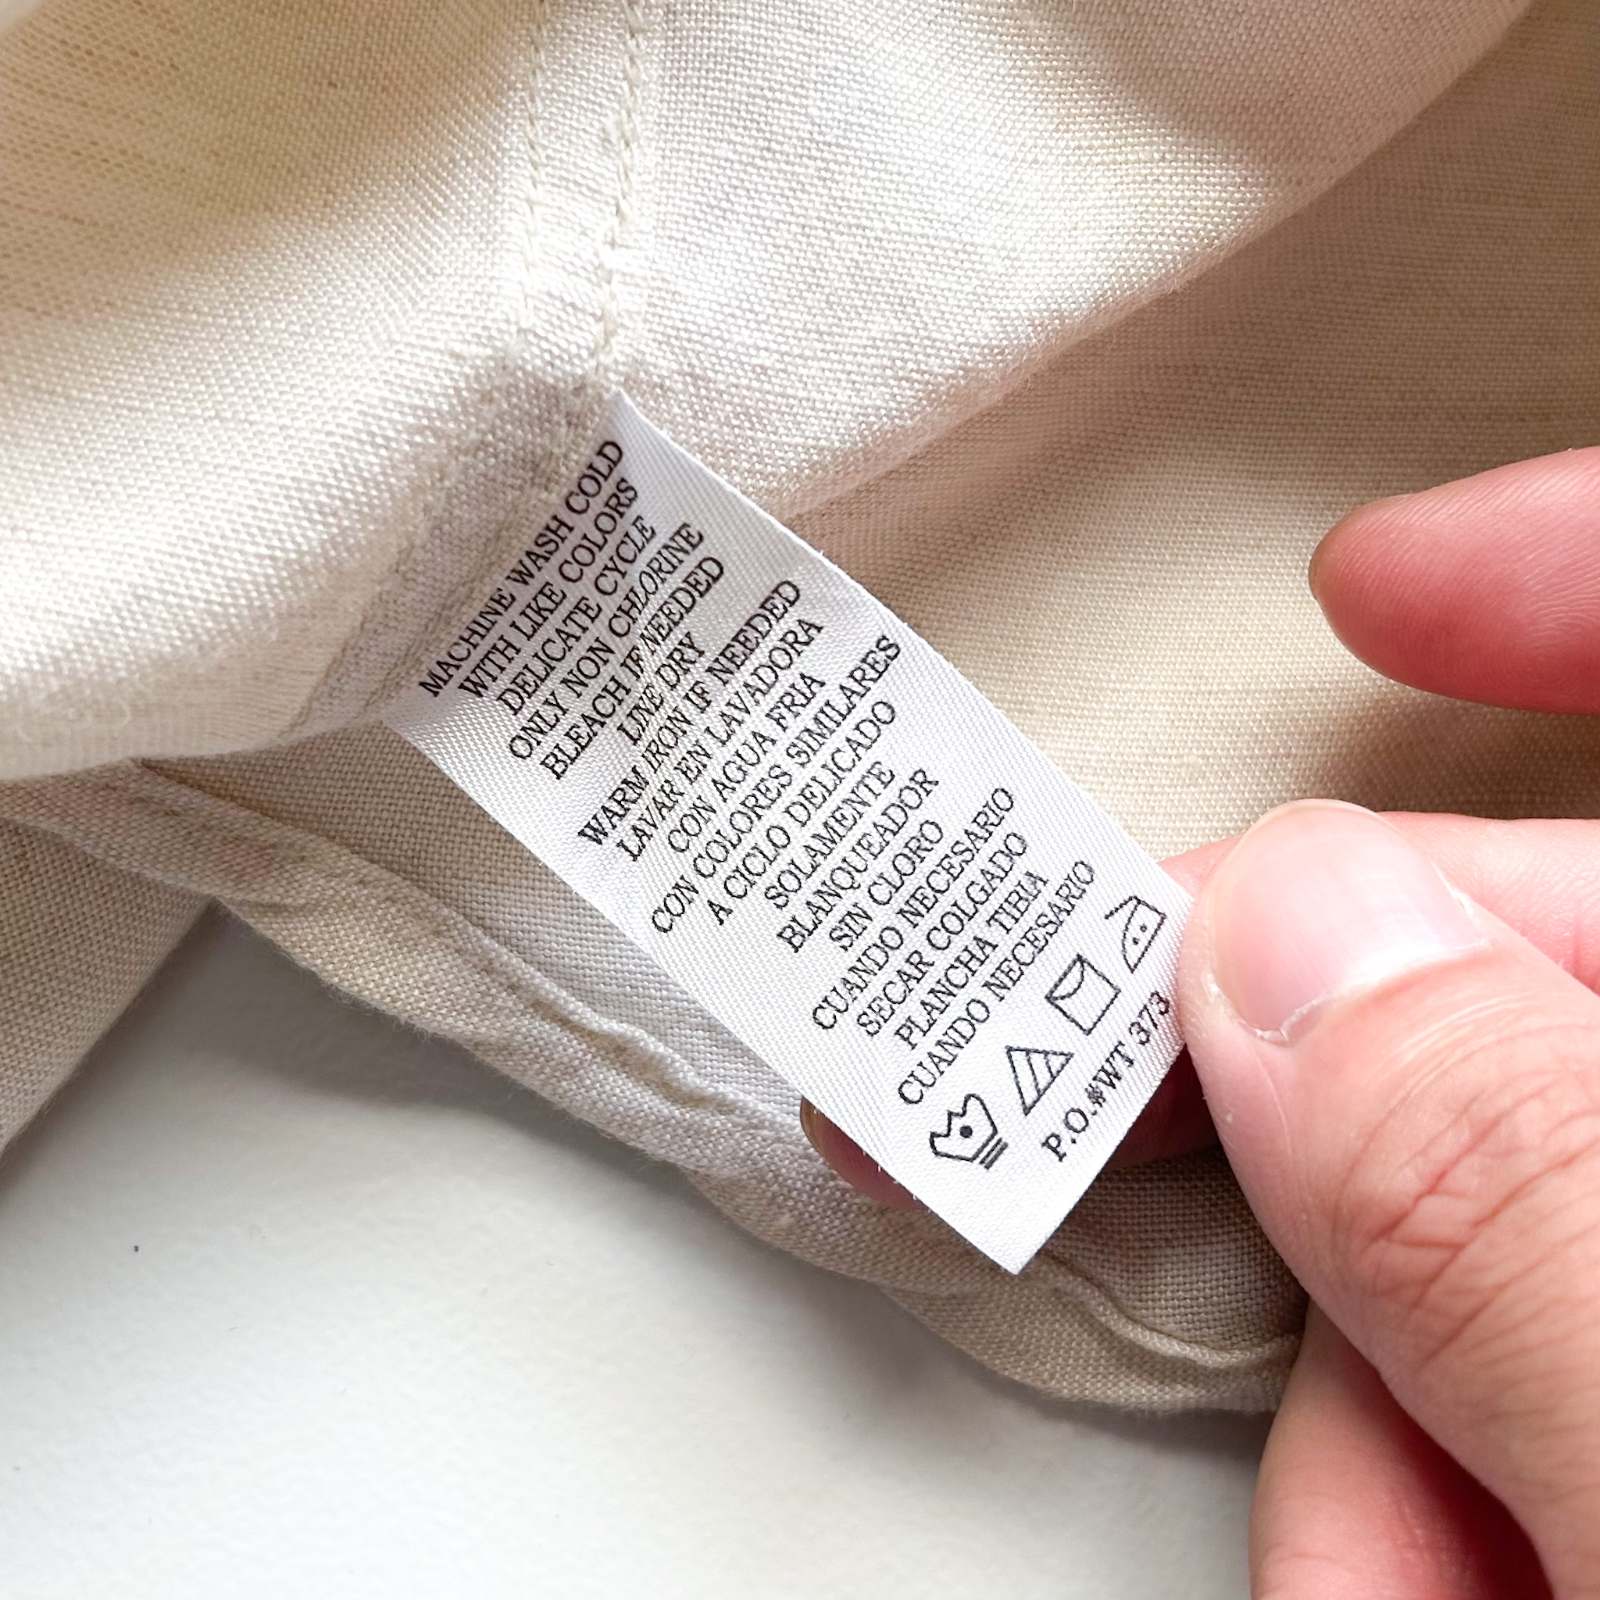 MACHINE WASH COLD
WITH LIKE COLORS
DELICATE CYCLE
ONLY NON CHLORINE
BLEACH IF NEEDED
LINE DRY
WARM IRON IF NEEDED
LAVAR EN LAVADORA
CON AGUA FRIA
CON COLORES SIMILARES
A CICLO DELICADO
SOLAMENTE
BLANQUEADOR
SIN CLORO
CUANDO NECESARIO
SECAR COLGADO
PLANCHA TIBIA
CUANDO NECESARIO
P.O.#WT 373